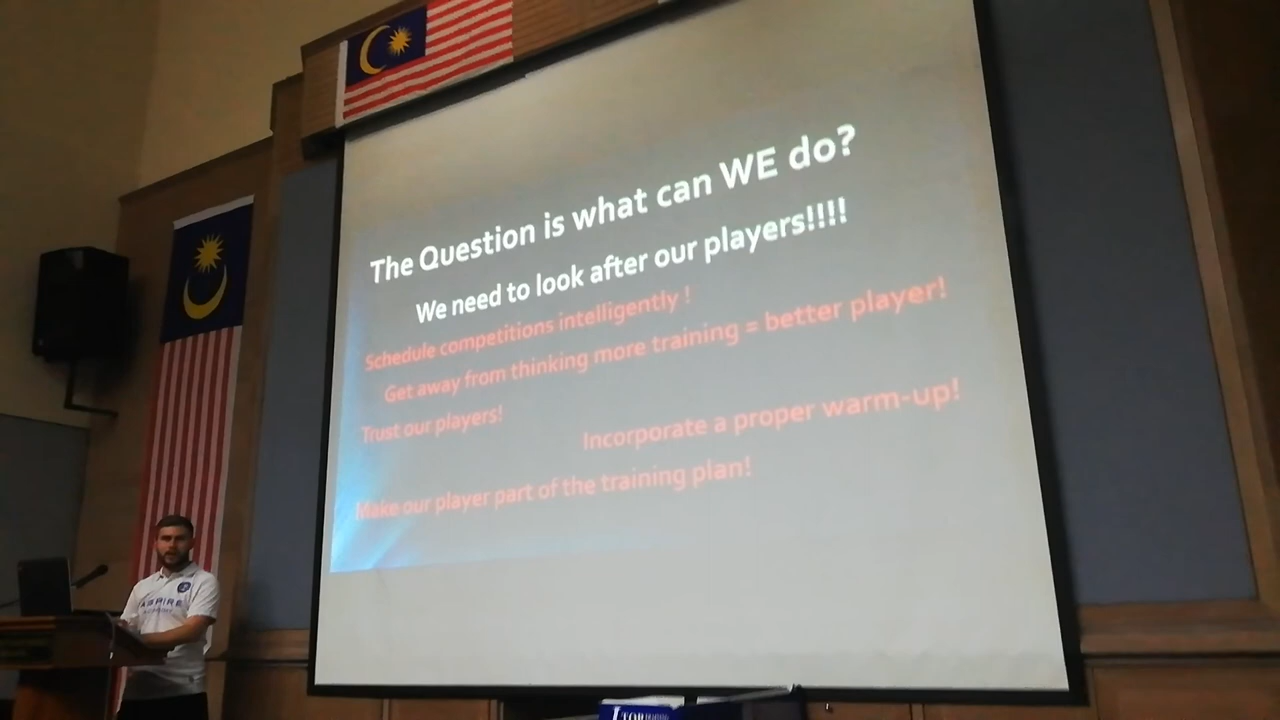 The Question is what can WE do?
We need to look after our players!!!!
Schedule competitions intelligently !
Get away from thinking more training = better player!
Trust our players!
Incorporate a proper warm-up!
Make our player part of the training plan!
ASPIRE